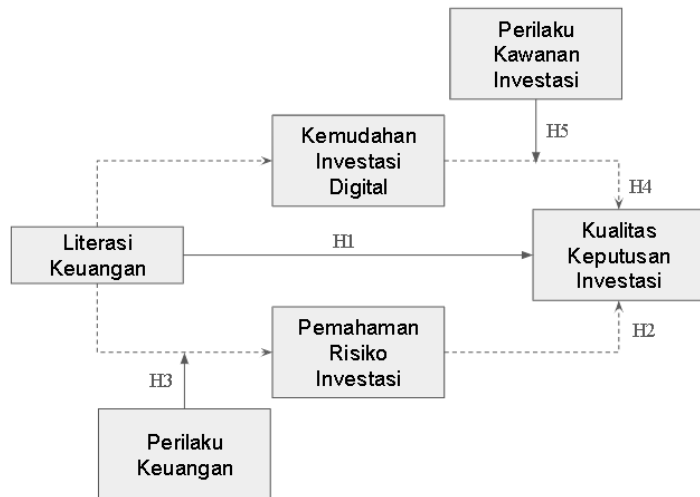 Perilaku
Kawanan
Investasi
H5
Kemudahan
Investasi
Digital
H4
Literasi
Keuangan
H1
Kualitas
Keputusan
Investasi
Pemahaman
Risiko
Investasi
H2
H3
Perilaku
Keuangan